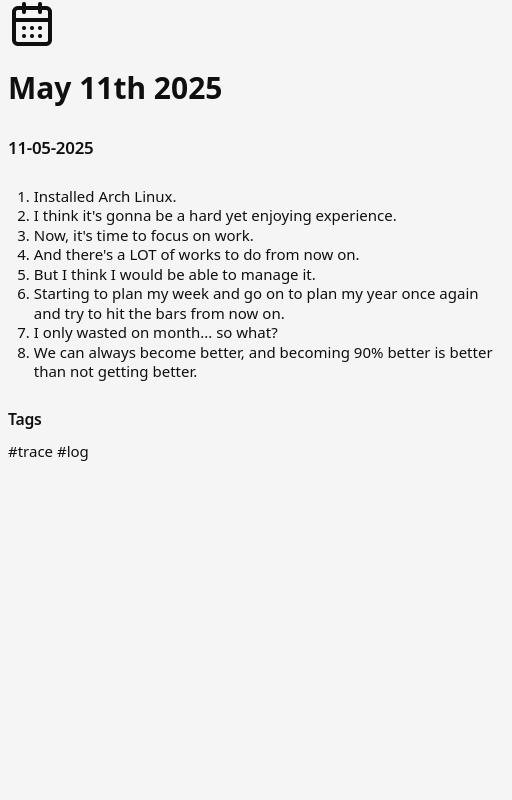 May 11th 2025
11-05-2025
1. Installed Arch Linux.
2. I think it's gonna be a hard yet enjoying experience.
3. Now, it's time to focus on work.
4. And there's a LOT of works to do from now on.
5. But I think I would be able to manage it.
6. Starting to plan my week and go on to plan my year once again
and try to hit the bars from now on.
7. I only wasted on month... so what?
8. We can always become better, and becoming 90% better is better
than not getting better.
Tags
#trace #log